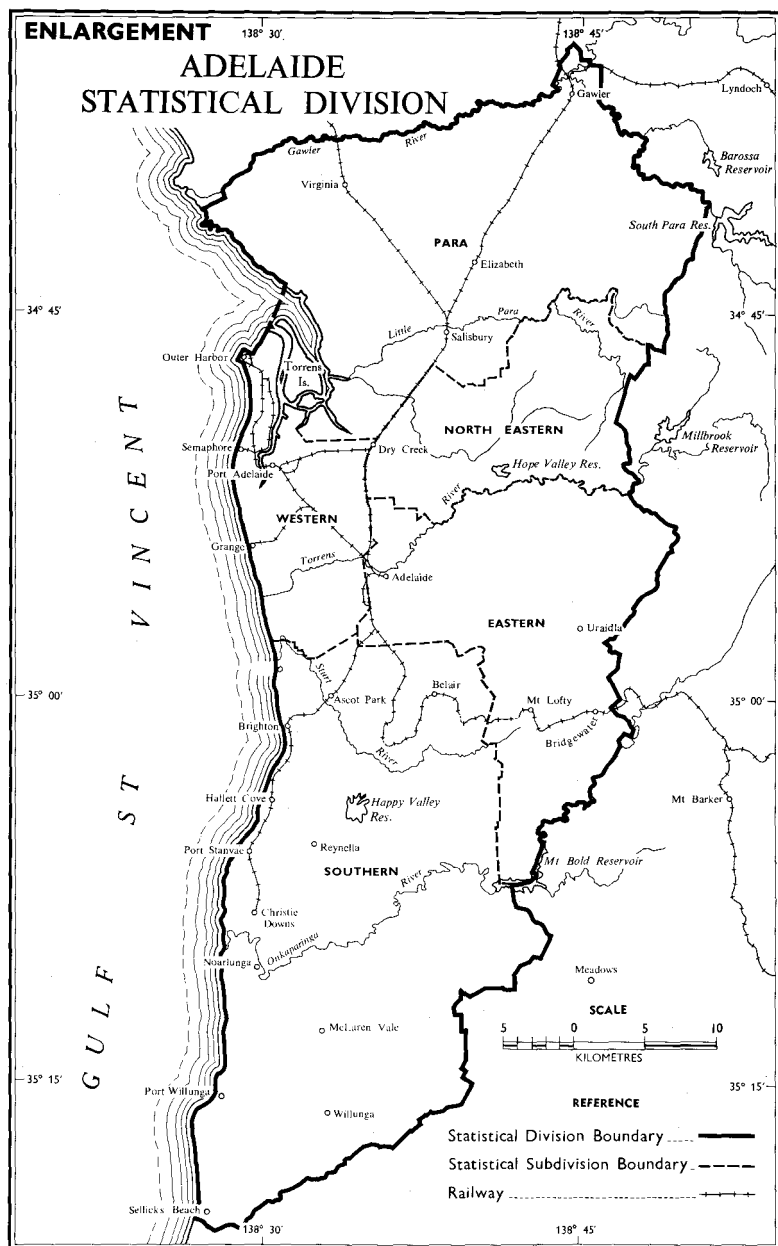 ENLARGEMENT
138° 30′
138° 45′
ADELAIDE
STATISTICAL DIVISION
Gawler
Lyndoch
Gawler River
Virginia
Barossa
Reservoir
PARA
South Para Res.
Elizabeth
34° 45′
34° 45′
Little Para River
Salisbury
Outer Harbor
Torrens
Is.
NORTH EASTERN
Millbrook
Reservoir
Semaphore
Dry Creek
Port Adelaide
Hope Valley Res.
River
WESTERN
Grange
Torrens
Adelaide
EASTERN
Uraidla
Sturt
35° 00′
35° 00′
Ascot Park
Belair
Mt Lofty
Brighton
River
Bridgewater
Hallett Cove
Happy Valley
Res.
Mt Barker
Port Stanvac
Reynella
Mt Bold Reservoir
SOUTHERN
River
Christie
Downs
Onkaparinga
Noarlunga
Meadows
GULF ST VINCENT
SCALE
5 0 5 10
KILOMETRES
McLaren Vale
35° 15′
35° 15′
Port Willunga
Willunga
REFERENCE
Statistical Division Boundary
Statistical Subdivision Boundary
Railway
Sellicks Beach
138° 30′
138° 45′